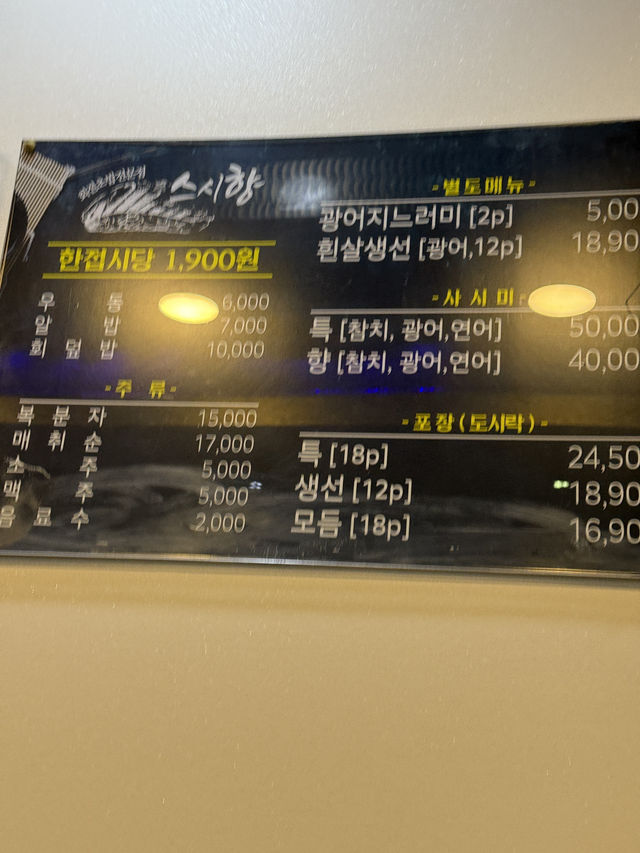 스시향
한접시당 1,900원
우 동 6,000
알 밥 7,000
회 덮 밥 10,000
- 주 류 -
복 분 자 15,000
매 취 순 17,000
소 주 5,000
맥 주 5,000
음 료 수 2,000
- 별도메뉴 -
광어지느러미 [2p] 5,00
흰살생선 [광어,12p] 18,90
- 사 시 미 -
특 [참치, 광어,연어] 50,00
향 [참치, 광어,연어] 40,00
- 포장 (도시락) -
특 [18p] 24,50
생선 [12p] 18,90
모듬 [18p] 16,90